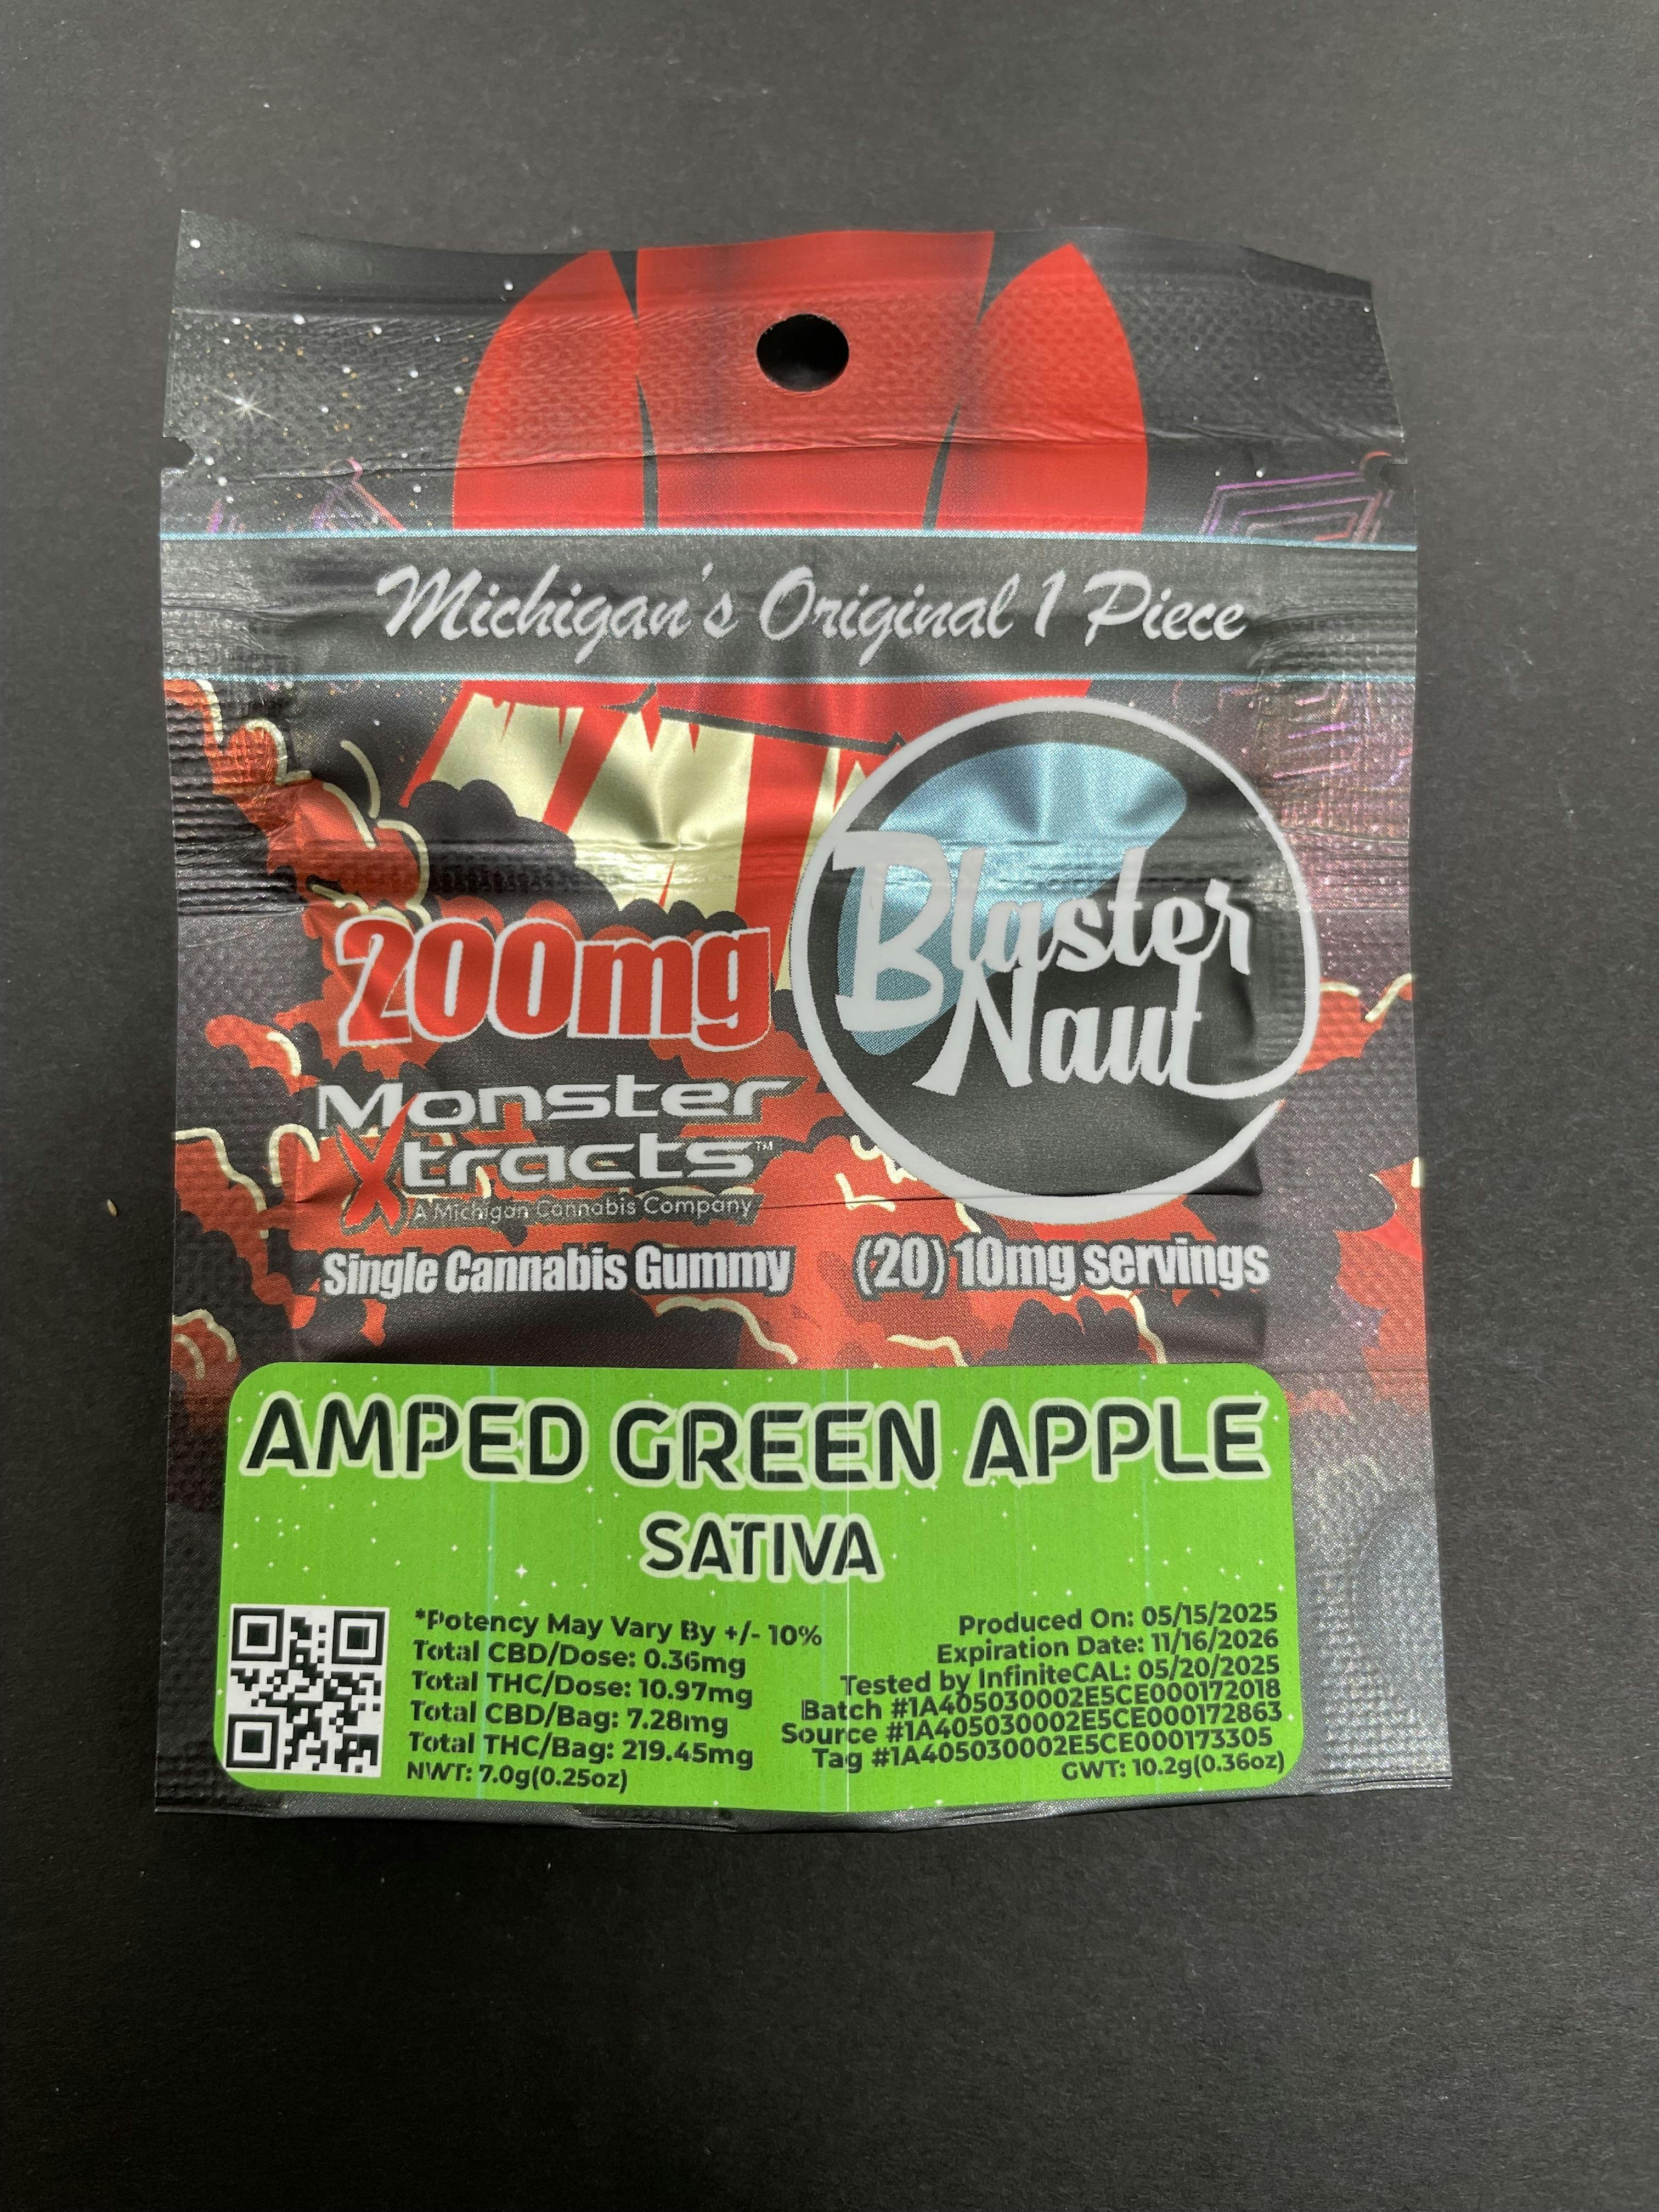 Michigan's Original 1 Piece
200mg
Blaster
Naut
Monster
Xtracts™
A Michigan Cannabis Company
Single Cannabis Gummy (20) 10mg servings
AMPED GREEN APPLE
SATIVA
*Potency May Vary By +/- 10%
Total CBD/Dose: 0.36mg
Total THC/Dose: 10.97mg
Total CBD/Bag: 7.28mg
Total THC/Bag: 219.45mg
NWT: 7.0g(0.25oz)
Produced On: 05/15/2025
Expiration Date: 11/16/2026
Tested by InfiniteCAL: 05/20/2025
Batch #1A405030002E5CE000172018
Source #1A405030002E5CE000172863
Tag #1A405030002E5CE000173305
GWT: 10.2g(0.36oz)